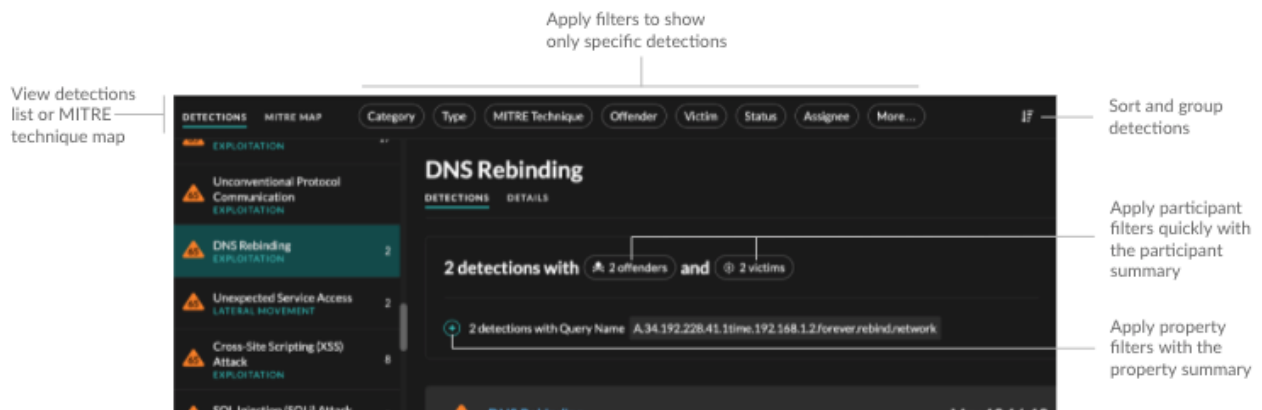 Apply filters to show
only specific detections
View detections
list or MITRE
technique map
DETECTIONS MITRE MAP Category Type MITRE Technique Offender Victim Status Assignee More...
Sort and group
detections
EXPLOITATION
Unconventional Protocol
Communication
EXPLOITATION
65
DNS Rebinding
EXPLOITATION
65
2
Unexpected Service Access
LATERAL MOVEMENT
65
2
Cross-Site Scripting (XSS)
Attack
EXPLOITATION
65
8
DNS Rebinding
DETECTIONS DETAILS
2 detections with 2 offenders and 2 victims
2 detections with Query Name A.34.192.228.41.1time.192.168.1.2.forever.rebind.network
Apply participant
filters quickly with
the participant
summary
Apply property
filters with the
property summary